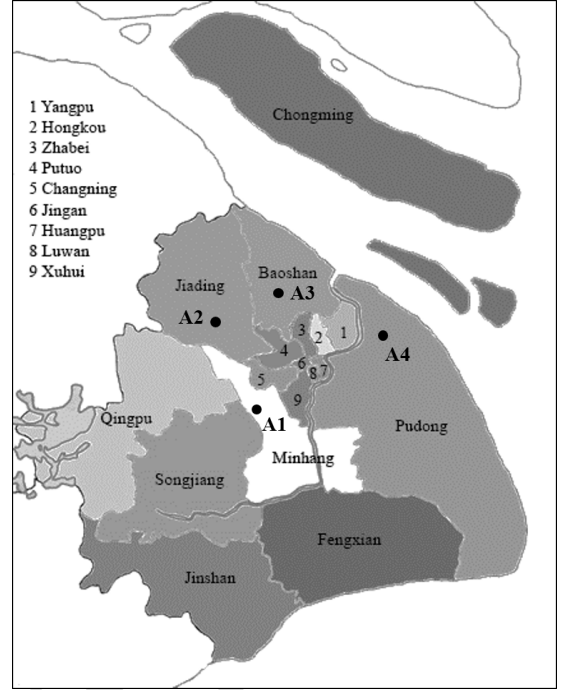 Chongming
1 Yangpu
2 Hongkou
3 Zhabei
4 Putuo
5 Changning
6 Jingan
7 Huangpu
8 Luwan
9 Xuhui
Baoshan
Jiading
A3
A2
3 2 1
A4
4
6
5 8 7
9
Qingpu
A1
Pudong
Minhang
Songjiang
Fengxian
Jinshan